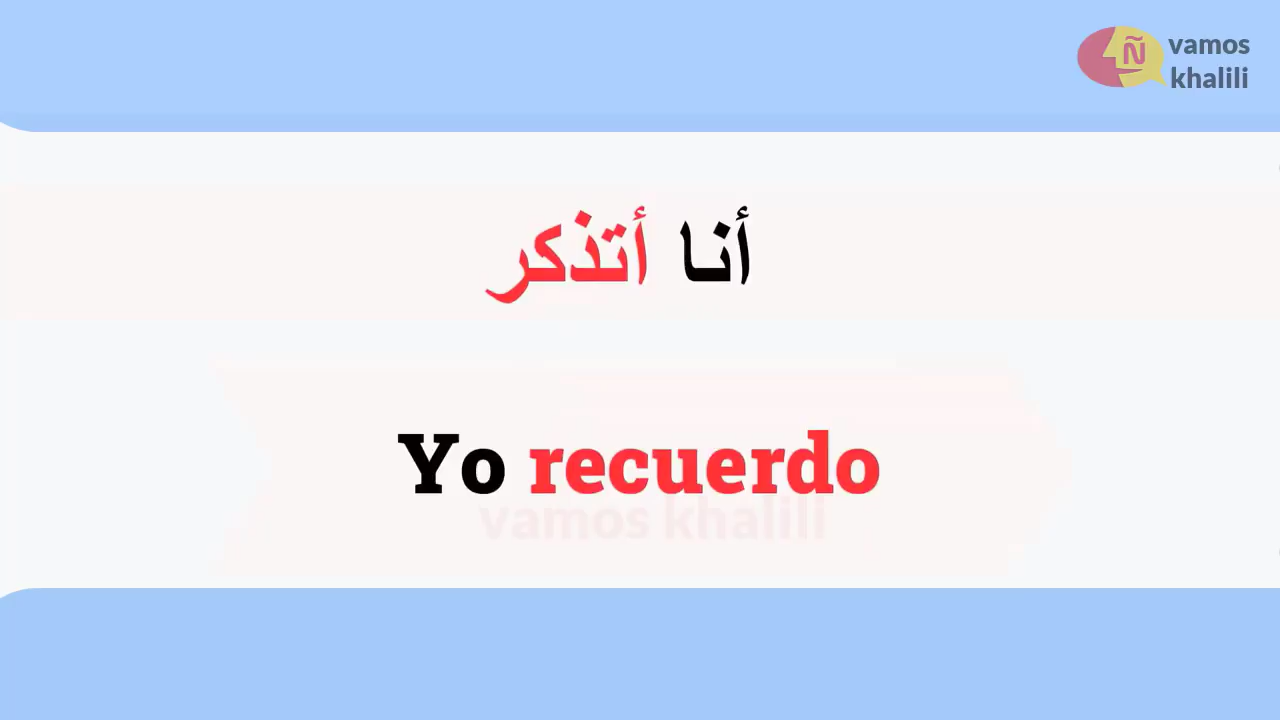 Ñ
vamos
khalili
أنا أتذكر
Yo recuerdo
vamos khalili